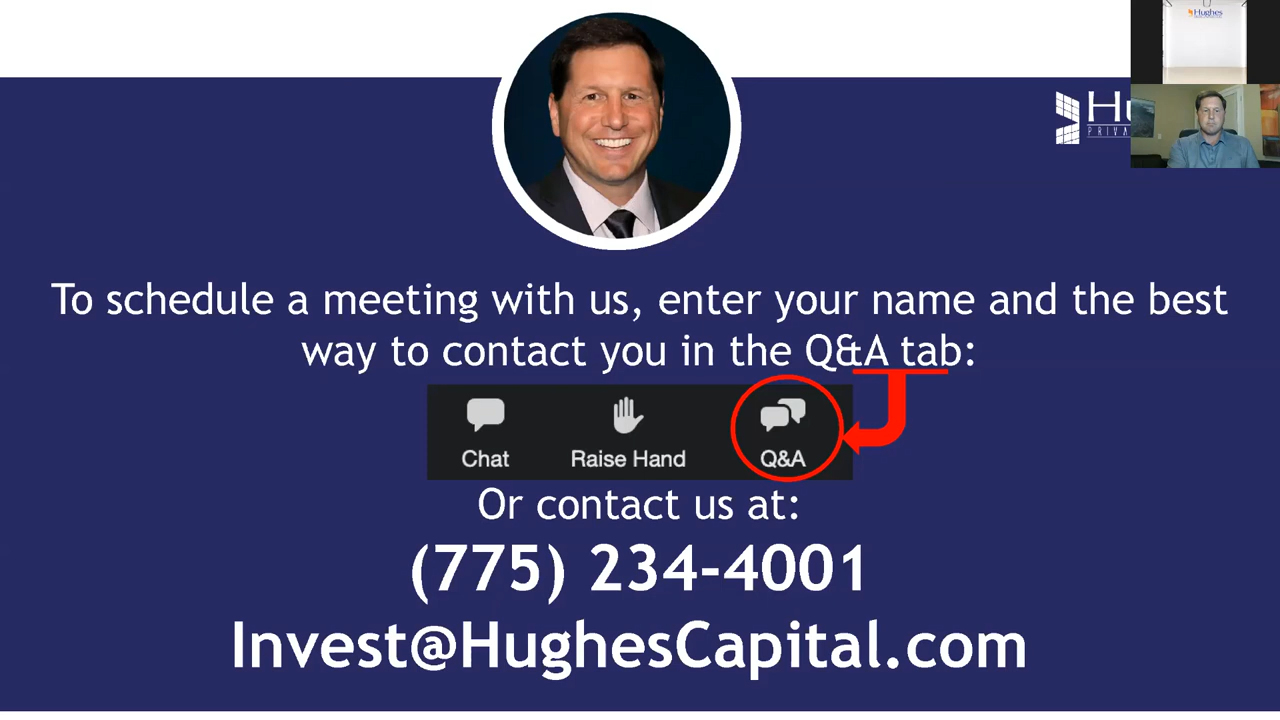 Hughes
To schedule a meeting with us, enter your name and the best
way to contact you in the Q&A tab:
Chat
Raise Hand
Q&A
Or contact us at:
(775) 234-4001
Invest@HughesCapital.com